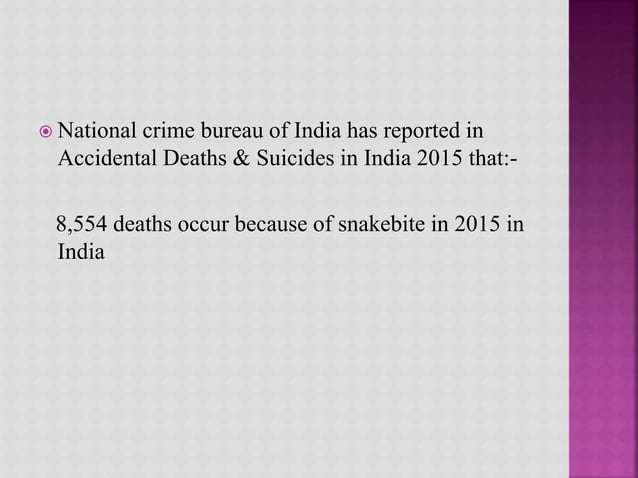 National crime bureau of India has reported in
Accidental Deaths & Suicides in India 2015 that:-
8,554 deaths occur because of snakebite in 2015 in
India